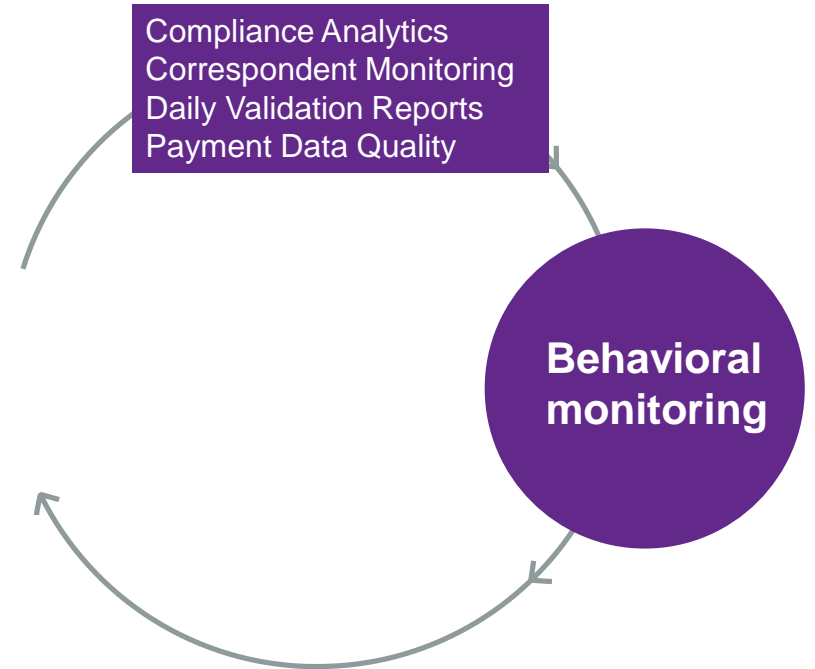 Compliance Analytics
Correspondent Monitoring
Daily Validation Reports
Payment Data Quality
Behavioral
monitoring